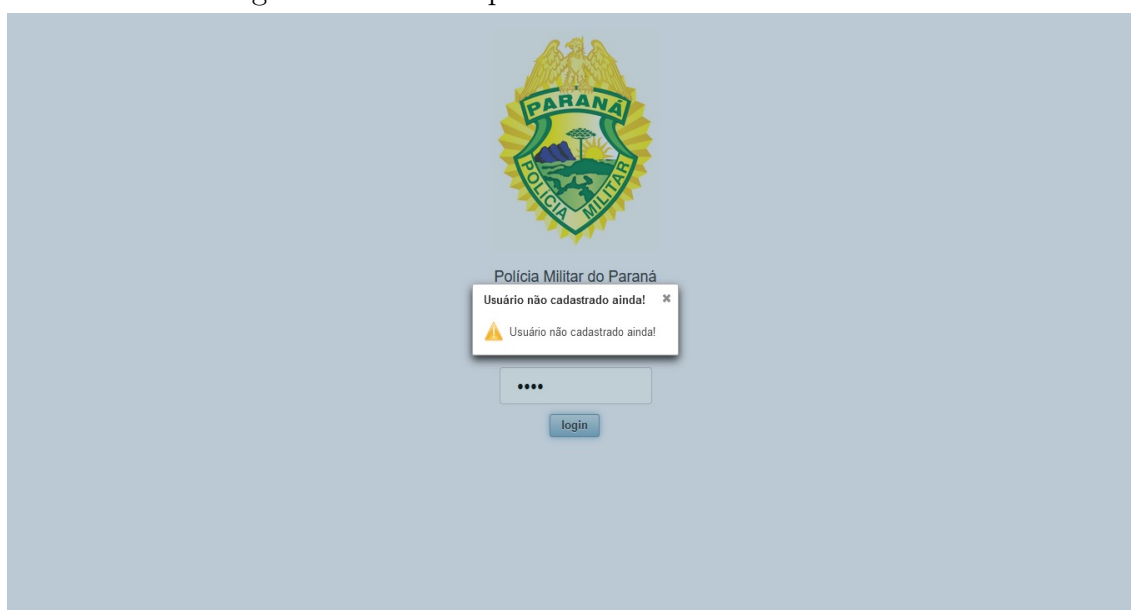 PARANÁ
POLÍCIA MILITAR
Polícia Militar do Paraná
Usuário não cadastrado ainda!
Usuário não cadastrado ainda!
••••
login